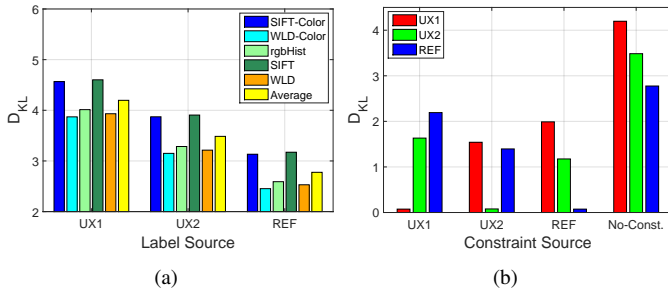 6
5
4
3
2
D_KL
UX1 UX2 REF
Label Source
SIFT-Color
WLD-Color
rgbHist
SIFT
WLD
Average
(a)
4
3
2
1
0
D_KL
UX1 UX2 REF No-Const.
Constraint Source
UX1
UX2
REF
(b)